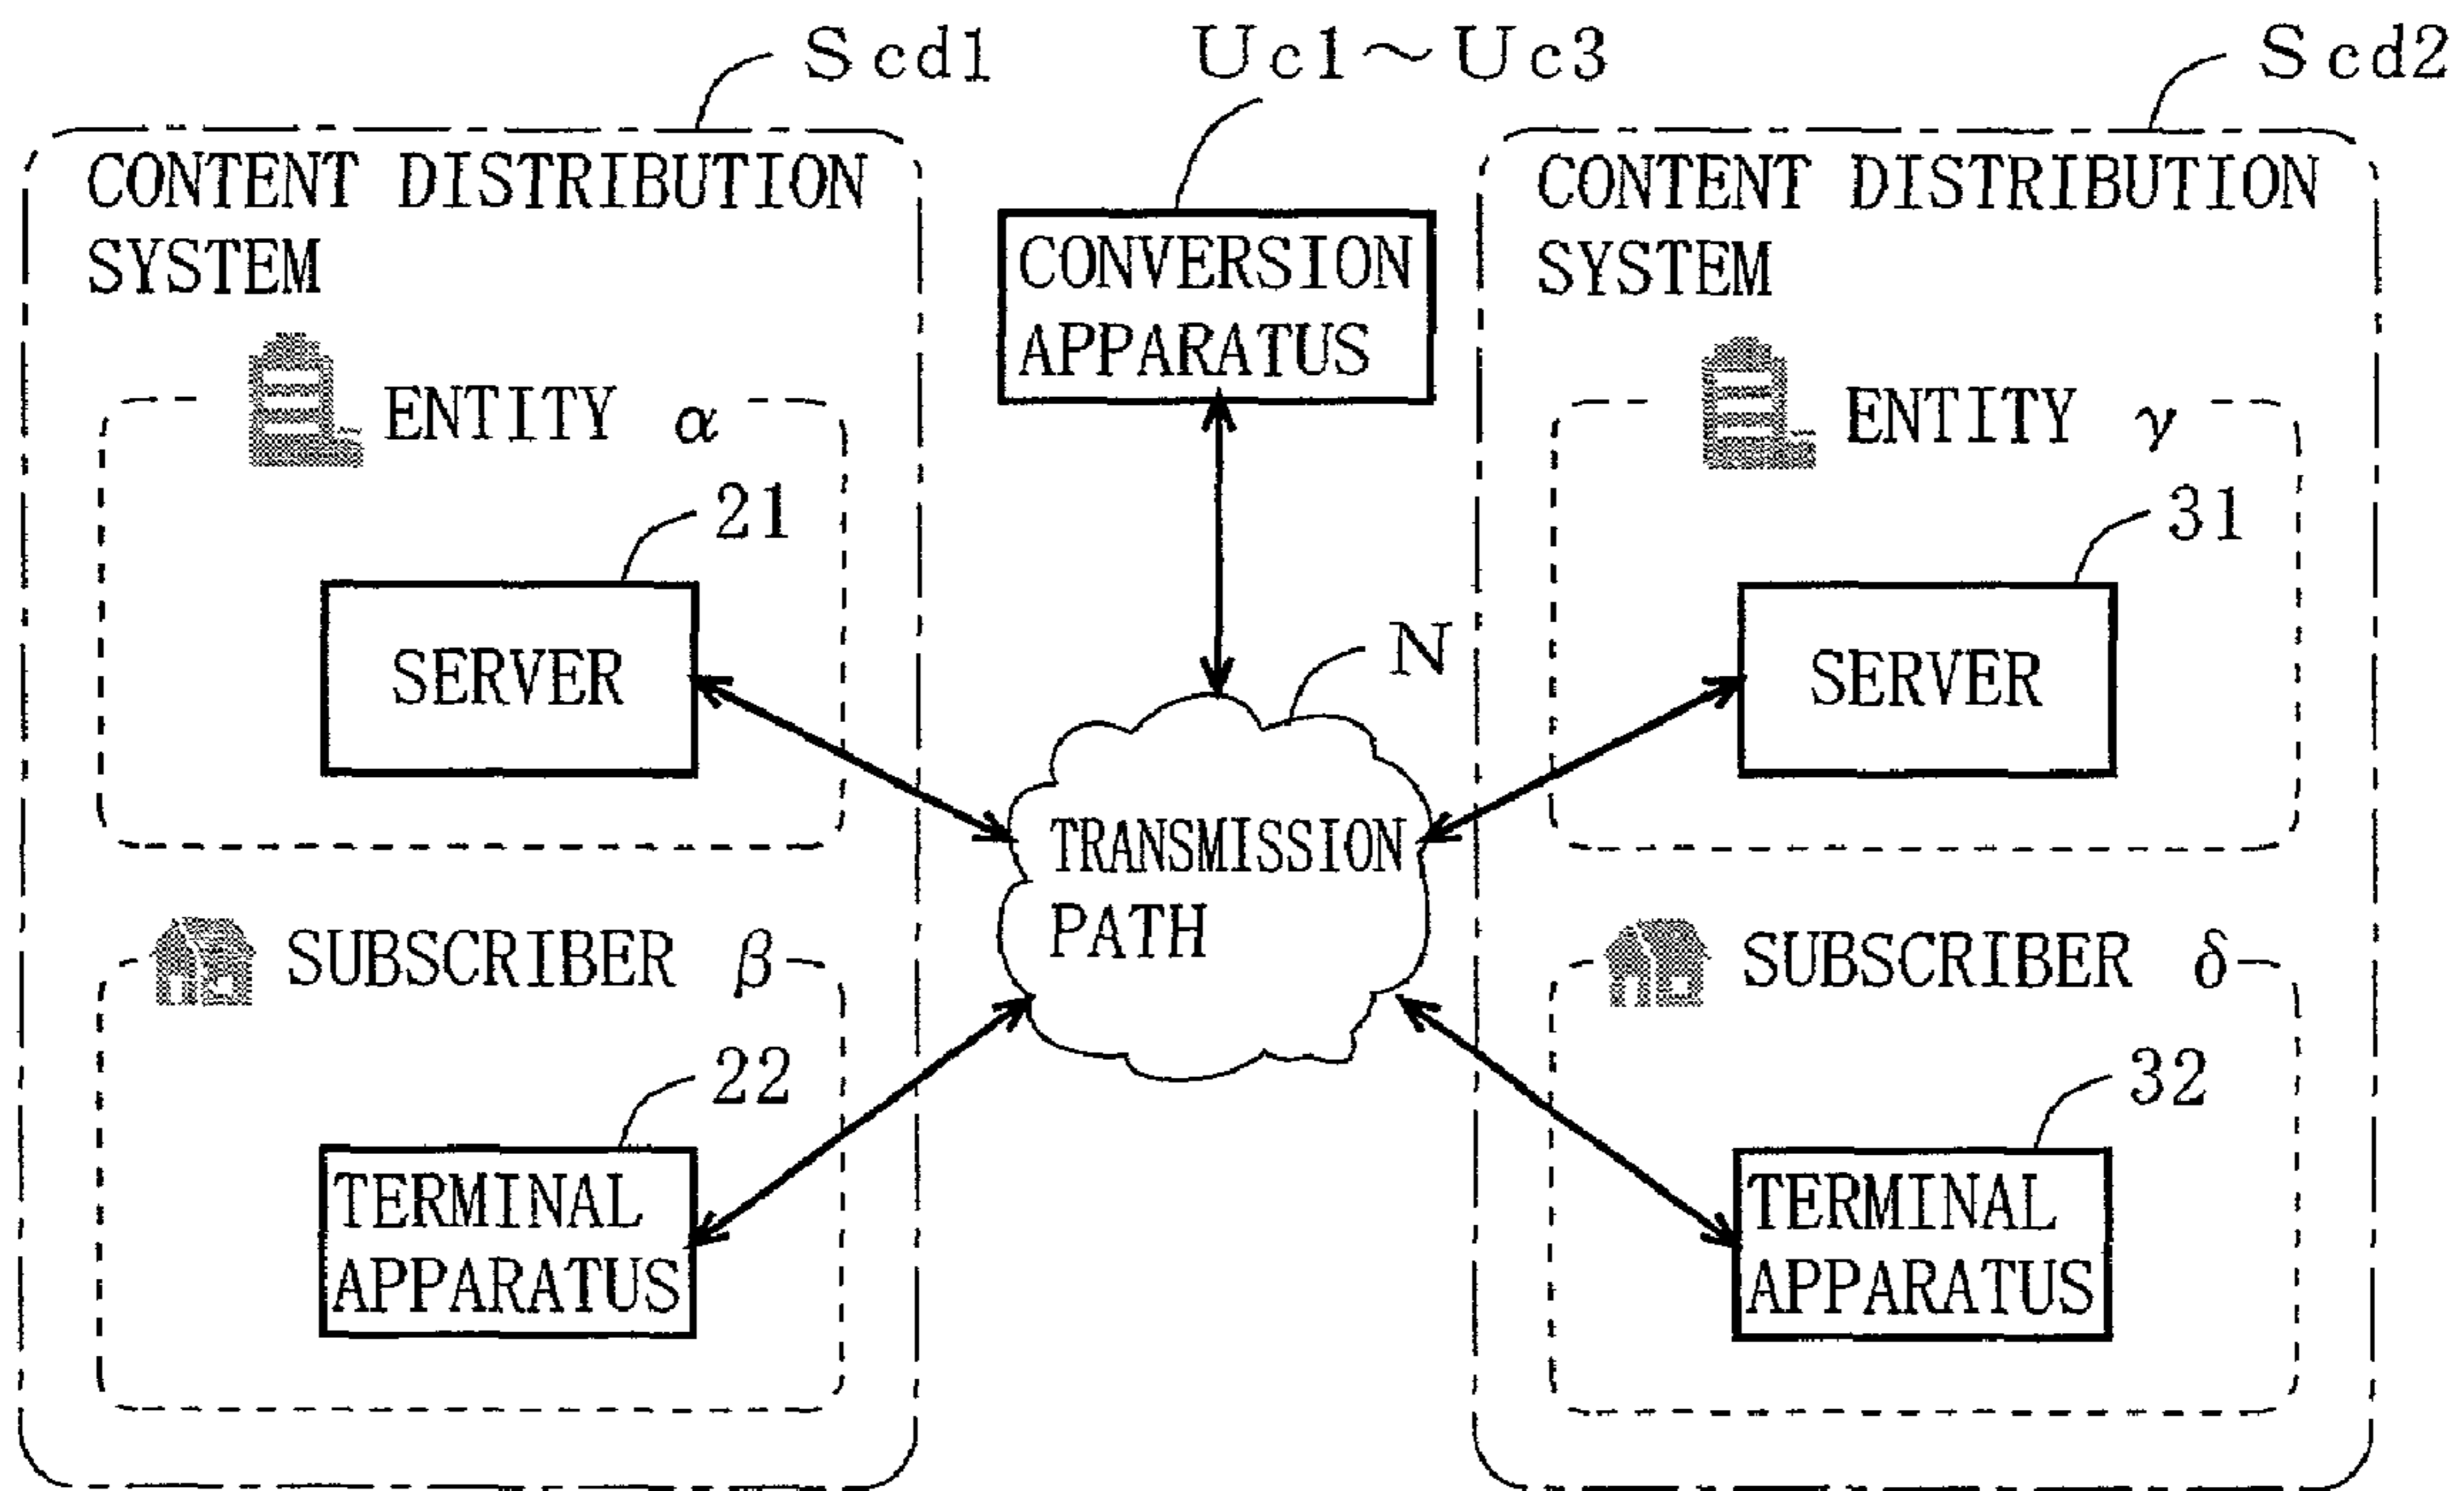 Scd1
Uc1～Uc3
Scd2
CONTENT DISTRIBUTION
SYSTEM
CONVERSION
APPARATUS
CONTENT DISTRIBUTION
SYSTEM
ENTITY α
21
SERVER
ENTITY γ
31
SERVER
N
TRANSMISSION
PATH
SUBSCRIBER β
22
TERMINAL
APPARATUS
SUBSCRIBER δ
32
TERMINAL
APPARATUS